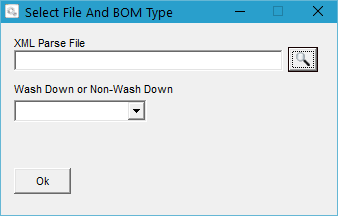 Select File And BOM Type
XML Parse File
Wash Down or Non-Wash Down
Ok